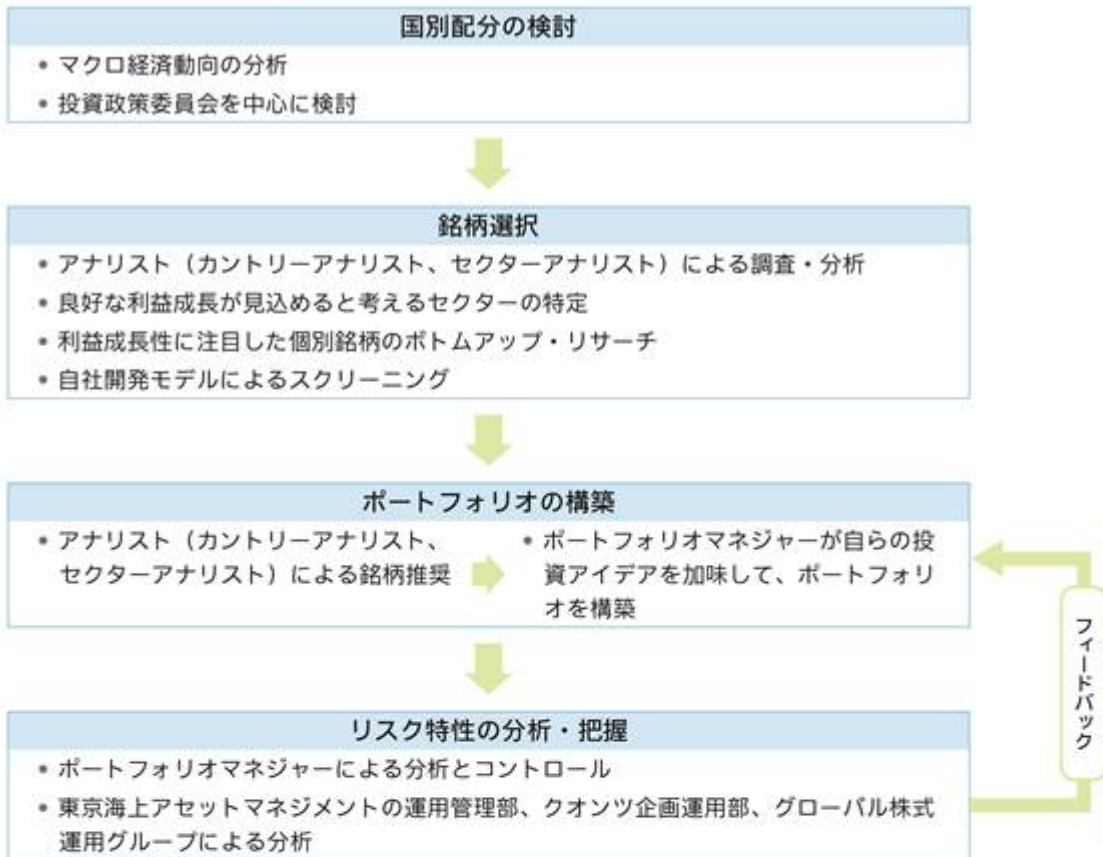 国別配分の検討
• マクロ経済動向の分析
• 投資政策委員会を中心に検討
銘柄選択
• アナリスト（カントリーアナリスト、セクターアナリスト）による調査・分析
• 良好な利益成長が見込めると考えるセクターの特定
• 利益成長性に注目した個別銘柄のボトムアップ・リサーチ
• 自社開発モデルによるスクリーニング
ポートフォリオの構築
• アナリスト（カントリーアナリスト、
セクターアナリスト）による銘柄推奨
• ポートフォリオマネジャーが自らの投
資アイデアを加味して、ポートフォリ
オを構築
フィードバック
リスク特性の分析・把握
• ポートフォリオマネジャーによる分析とコントロール
• 東京海上アセットマネジメントの運用管理部、クオンツ企画運用部、グローバル株式
運用グループによる分析